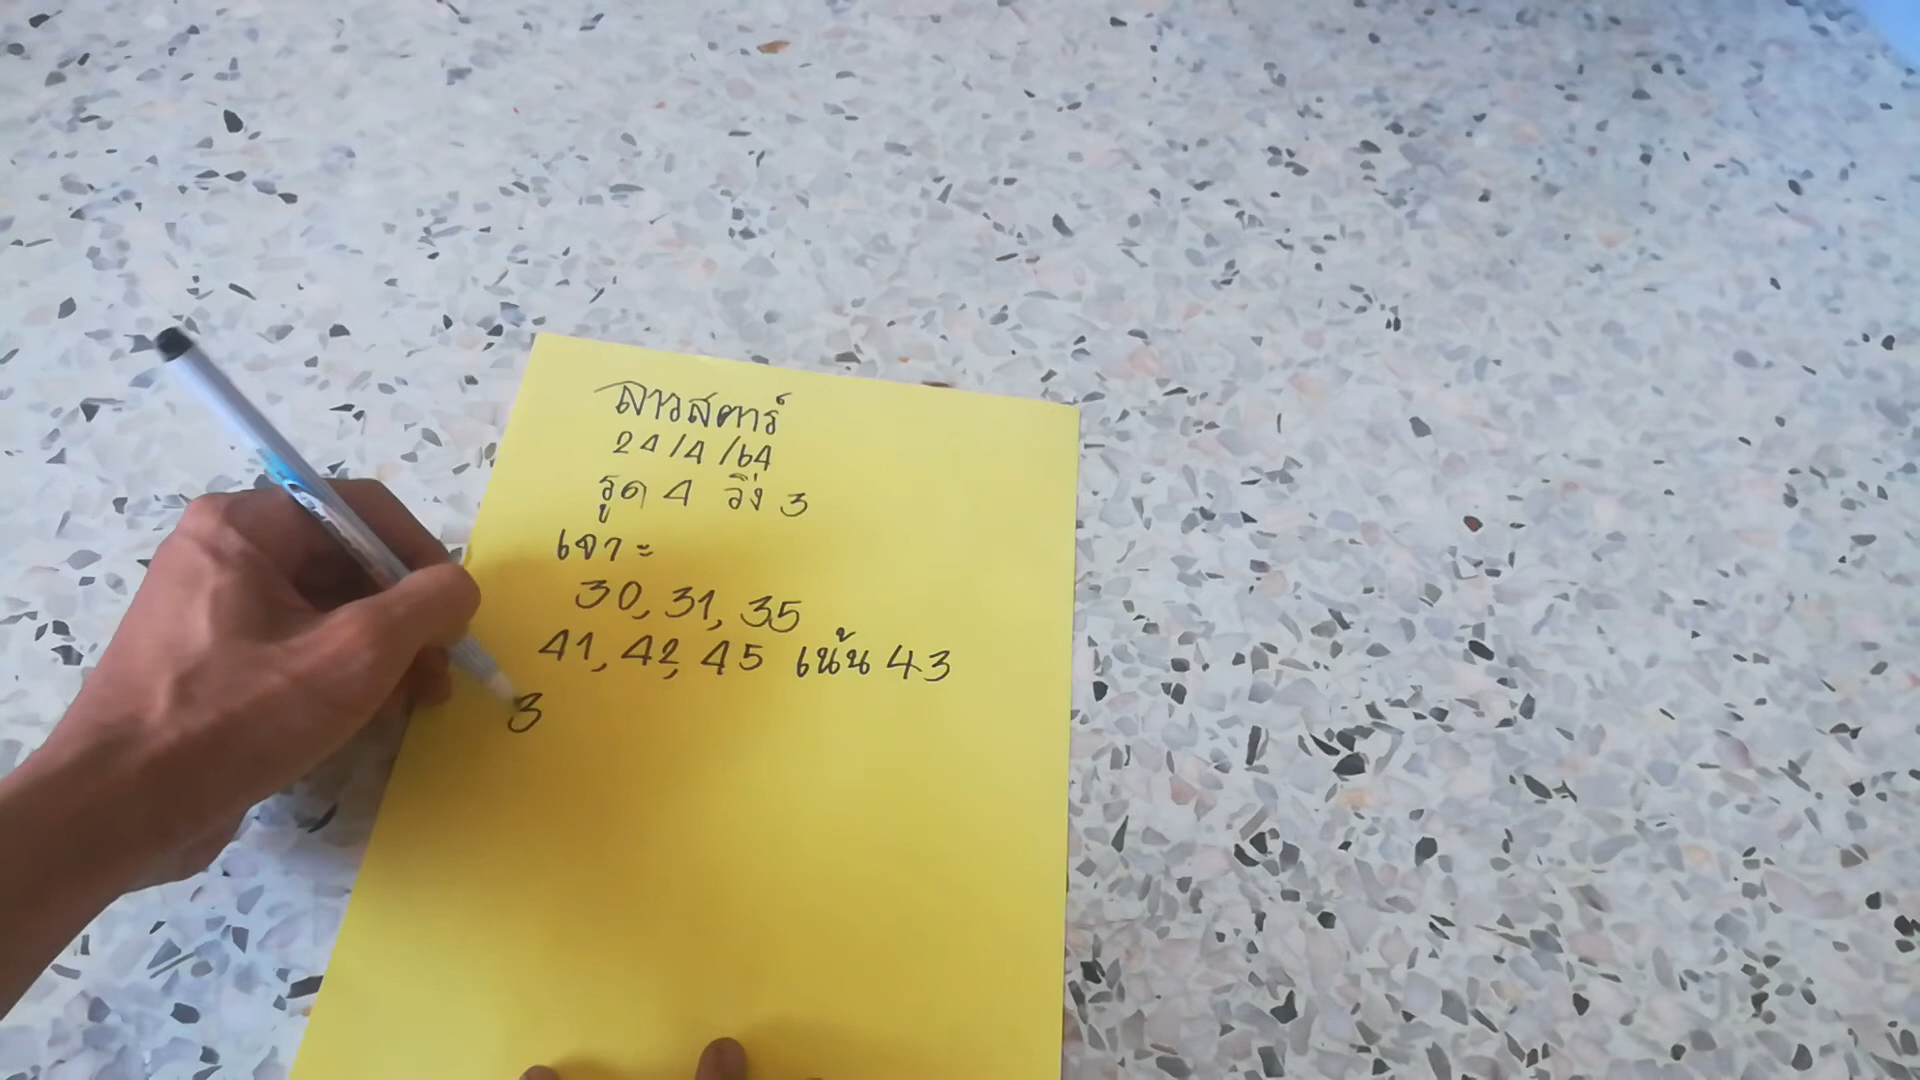 ลาวสตาร์
24/4/64
รูด 4 วิ่ง 3
เจาะ
30, 31, 35
41, 42, 45 เน้น 43
3